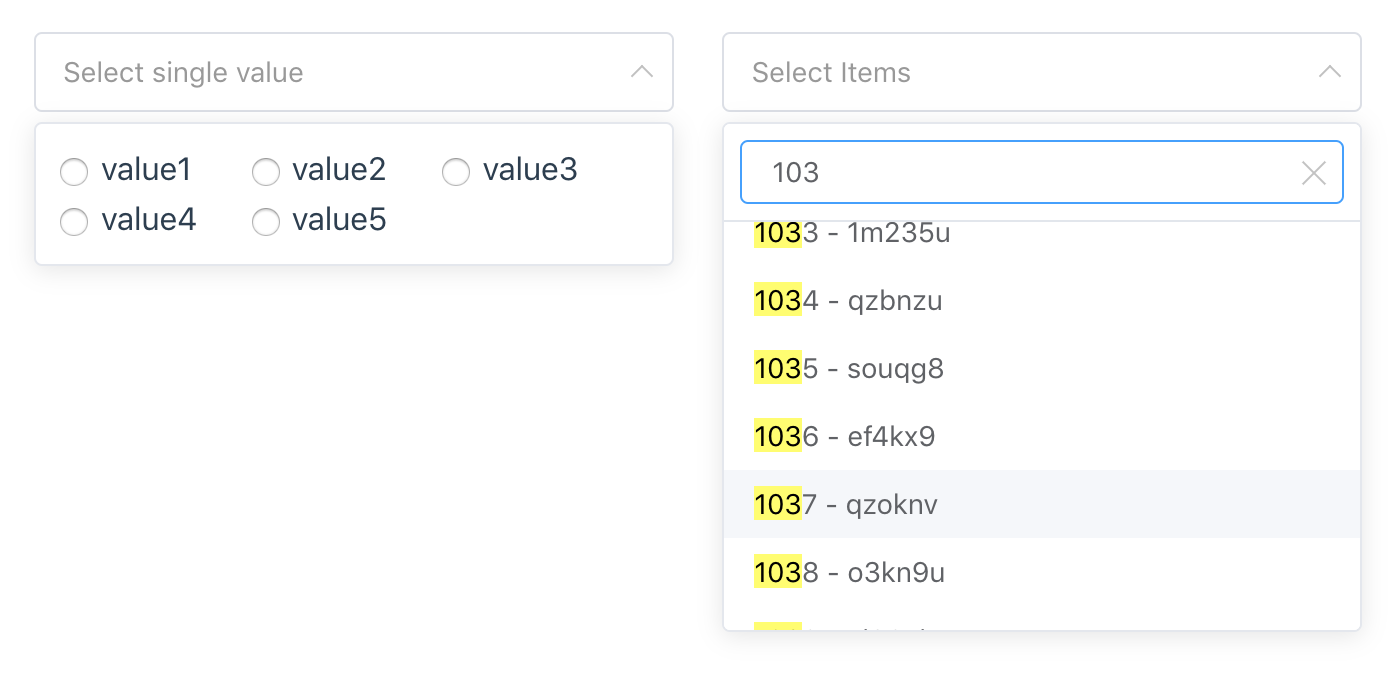 Select single value
value1 value2 value3
value4 value5
Select Items
103
1033 - 1m235u
1034 - qzbnzu
1035 - souqg8
1036 - ef4kx9
1037 - qzoknv
1038 - o3kn9u